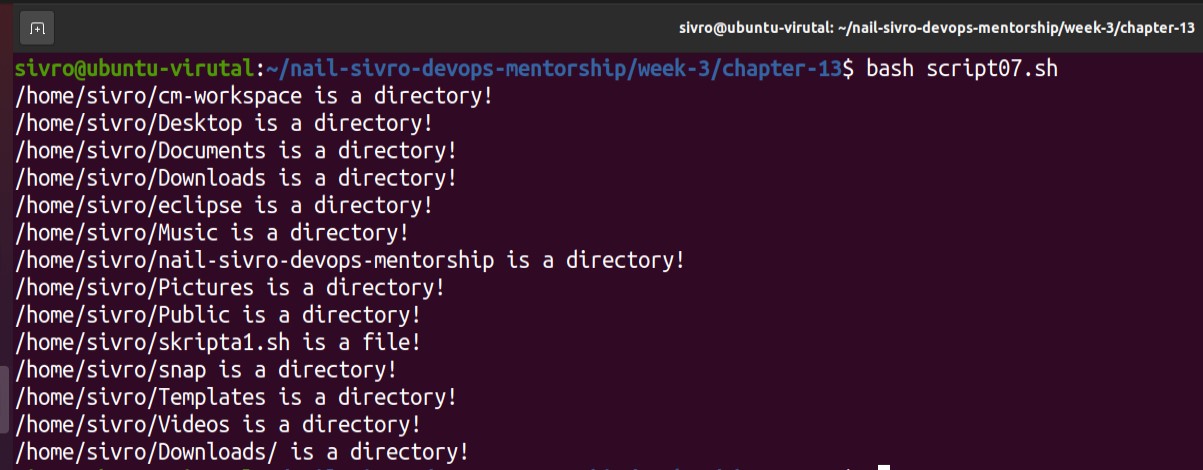 sivro@ubuntu-virutal: ~/nail-sivro-devops-mentorship/week-3/chapter-13
sivro@ubuntu-virutal:~/nail-sivro-devops-mentorship/week-3/chapter-13$ bash script07.sh
/home/sivro/cm-workspace is a directory!
/home/sivro/Desktop is a directory!
/home/sivro/Documents is a directory!
/home/sivro/Downloads is a directory!
/home/sivro/eclipse is a directory!
/home/sivro/Music is a directory!
/home/sivro/nail-sivro-devops-mentorship is a directory!
/home/sivro/Pictures is a directory!
/home/sivro/Public is a directory!
/home/sivro/skripta1.sh is a file!
/home/sivro/snap is a directory!
/home/sivro/Templates is a directory!
/home/sivro/Videos is a directory!
/home/sivro/Downloads/ is a directory!